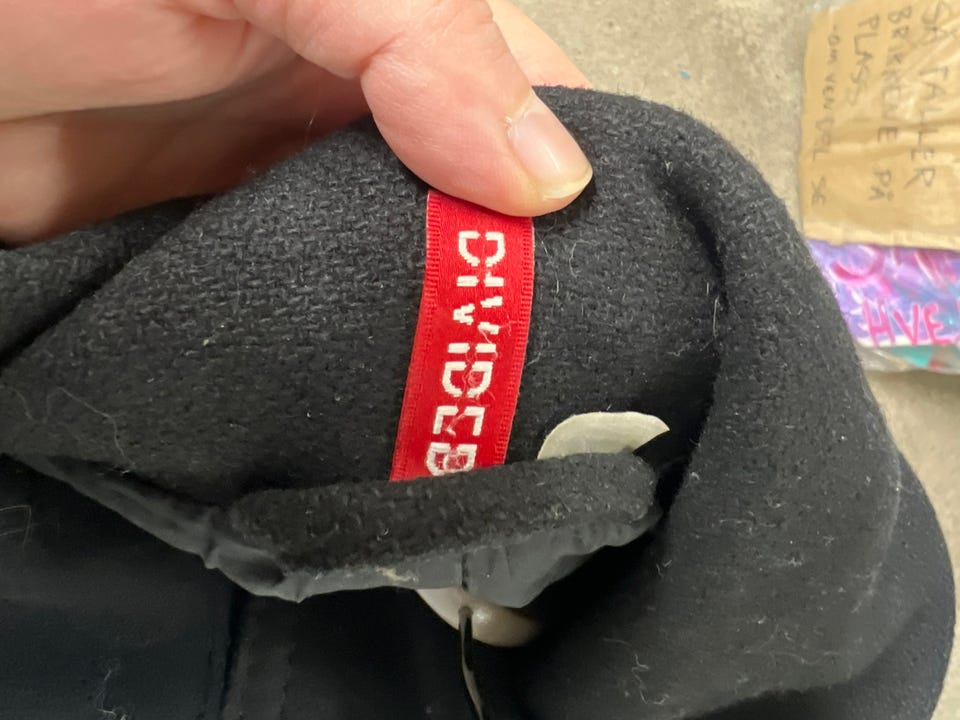 DIVIDED
SÅ FALLER
BRIKKENE PÅ
PLASS